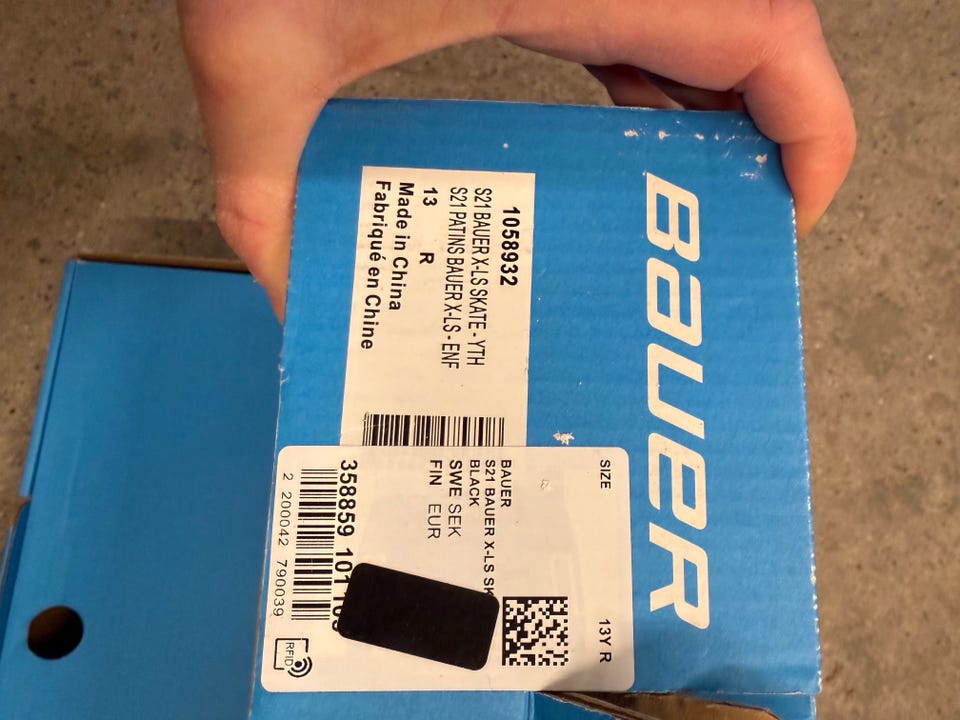 BAUER
1058932
S21 BAUER X-LS SKATE - YTH
S21 PATINS BAUER X-LS - ENF
13 R
Made in China
Fabriqué en Chine
SIZE 13Y R
BAUER
S21 BAUER X-LS SK
BLACK
SWE SEK
FIN EUR
358859
2 200042 790039
RFID